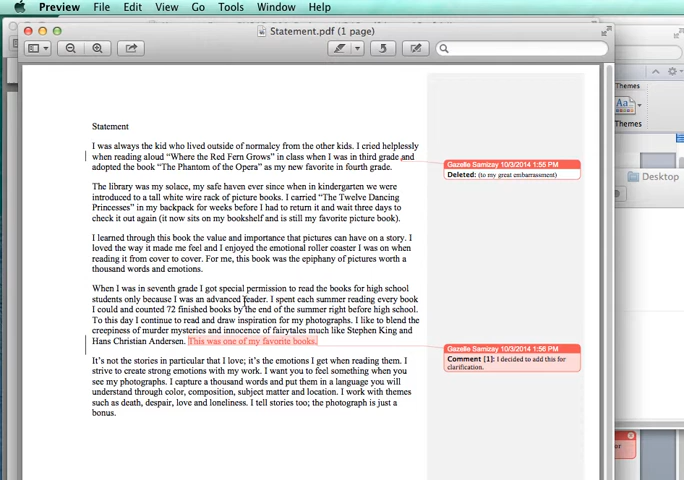 Preview File Edit View Go Tools Window Help
Statement.pdf (1 page)
Statement
I was always the kid who lived outside of normalcy from the other kids. I cried helplessly
when reading aloud “Where the Red Fern Grows” in class when I was in third grade and
adopted the book “The Phantom of the Opera” as my new favorite in fourth grade.
The library was my solace, my safe haven ever since when in kindergarten we were
introduced to a tall white wire rack of picture books. I carried “The Twelve Dancing
Princesses” in my backpack for weeks before I had to return it and wait three days to
check it out again (it now sits on my bookshelf and is still my favorite picture book).
I learned through this book the value and importance that pictures can have on a story. I
loved the way it made me feel and I enjoyed the emotional roller coaster I was on when
reading it from cover to cover. For me, this book was the epiphany of pictures worth a
thousand words and emotions.
When I was in seventh grade I got special permission to read the books for high school
students only because I was an advanced reader. I spent each summer reading every book
I could and counted 72 finished books by the end of the summer right before high school.
To this day I continue to read and draw inspiration for my photographs. I like to blend the
creepiness of murder mysteries and innocence of fairytales much like Stephen King and
Hans Christian Andersen. This was one of my favorite books.
It’s not the stories in particular that I love; it’s the emotions I get when reading them. I
strive to create strong emotions with my work. I want you to feel something when you
see my photographs. I capture a thousand words and put them in a language you will
understand through color, composition, subject matter and location. I work with themes
such as death, despair, love and loneliness. I tell stories too; the photograph is just a
bonus.
Gazelle Samizay 10/3/2014 1:55 PM
Deleted: (to my great embarrassment)
Gazelle Samizay 10/3/2014 1:56 PM
Comment [1]: I decided to add this for
clarification.
Themes
Aa
Themes
Desktop